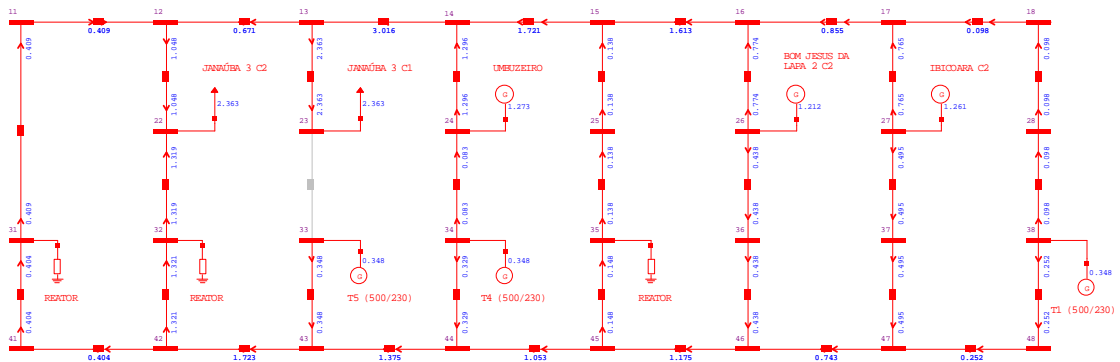 11 12 13 14 15 16 17 18
0.409 0.671 3.016 1.721 1.613 0.855 0.098
0.409 1.048 2.363 1.296 0.138 0.774 0.765 0.098
JANAÚBA 3 C2 JANAÚBA 3 C1 UMBUZEIRO BOM JESUS DA
LAPA 2 C2 IBICOARA C2
G G G
2.363 2.363 1.273 1.212 1.261
1.048 2.363 1.296 0.138 0.774 0.765 0.098
22 23 24 25 26 27 28
1.319 0.083 0.138 0.438 0.495 0.098
0.409 1.319 0.083 0.138 0.438 0.495 0.098
31 32 33 34 35 36 37 38
0.404 1.321 0.348 0.329 0.148 0.438 0.495 0.252
0.348 0.348 0.348
G G G
REATOR REATOR T5 (500/230) T4 (500/230) REATOR T1 (500/230)
0.404 1.321 0.348 0.329 0.148 0.438 0.495 0.252
41 42 43 44 45 46 47 48
0.404 1.723 1.375 1.053 1.175 0.743 0.252